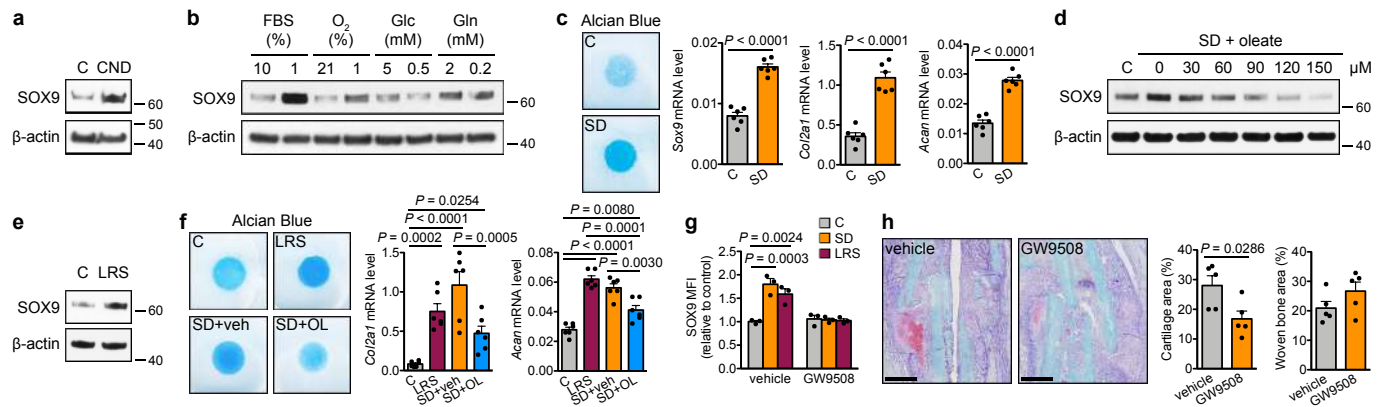 a
C CND
SOX9
60
50
β-actin
40
b
FBS (%)
O2 (%)
Glc (mM)
Gln (mM)
10 1 21 1 5 0.5 2 0.2
SOX9
60
β-actin
40
c
Alcian Blue
C
SD
P < 0.0001
Sox9 mRNA level
0.02
0.01
0.00
C
SD
P < 0.0001
Col2a1 mRNA level
1.5
1.0
0.5
0.0
C
SD
P < 0.0001
Acan mRNA level
0.04
0.03
0.02
0.01
0.00
C
SD
d
SD + oleate
C 0 30 60 90 120 150 µM
SOX9
60
β-actin
40
e
C LRS
SOX9
60
β-actin
40
f
Alcian Blue
C
LRS
SD+veh
SD+OL
P = 0.0254
P < 0.0001
P = 0.0002
P = 0.0005
Col2a1 mRNA level
1.5
1.0
0.5
0.0
C
LRS
SD+veh
SD+OL
P = 0.0080
P = 0.0001
P < 0.0001
P = 0.0030
Acan mRNA level
0.08
0.06
0.04
0.02
0.00
C
LRS
SD+veh
SD+OL
g
C
SD
LRS
P = 0.0024
P = 0.0003
SOX9 MFI
(relative to control)
3
2
1
0
vehicle
GW9508
h
vehicle
GW9508
P = 0.0286
Cartilage area (%)
40
30
20
10
0
vehicle
GW9508
Woven bone area (%)
40
30
20
10
0
vehicle
GW9508